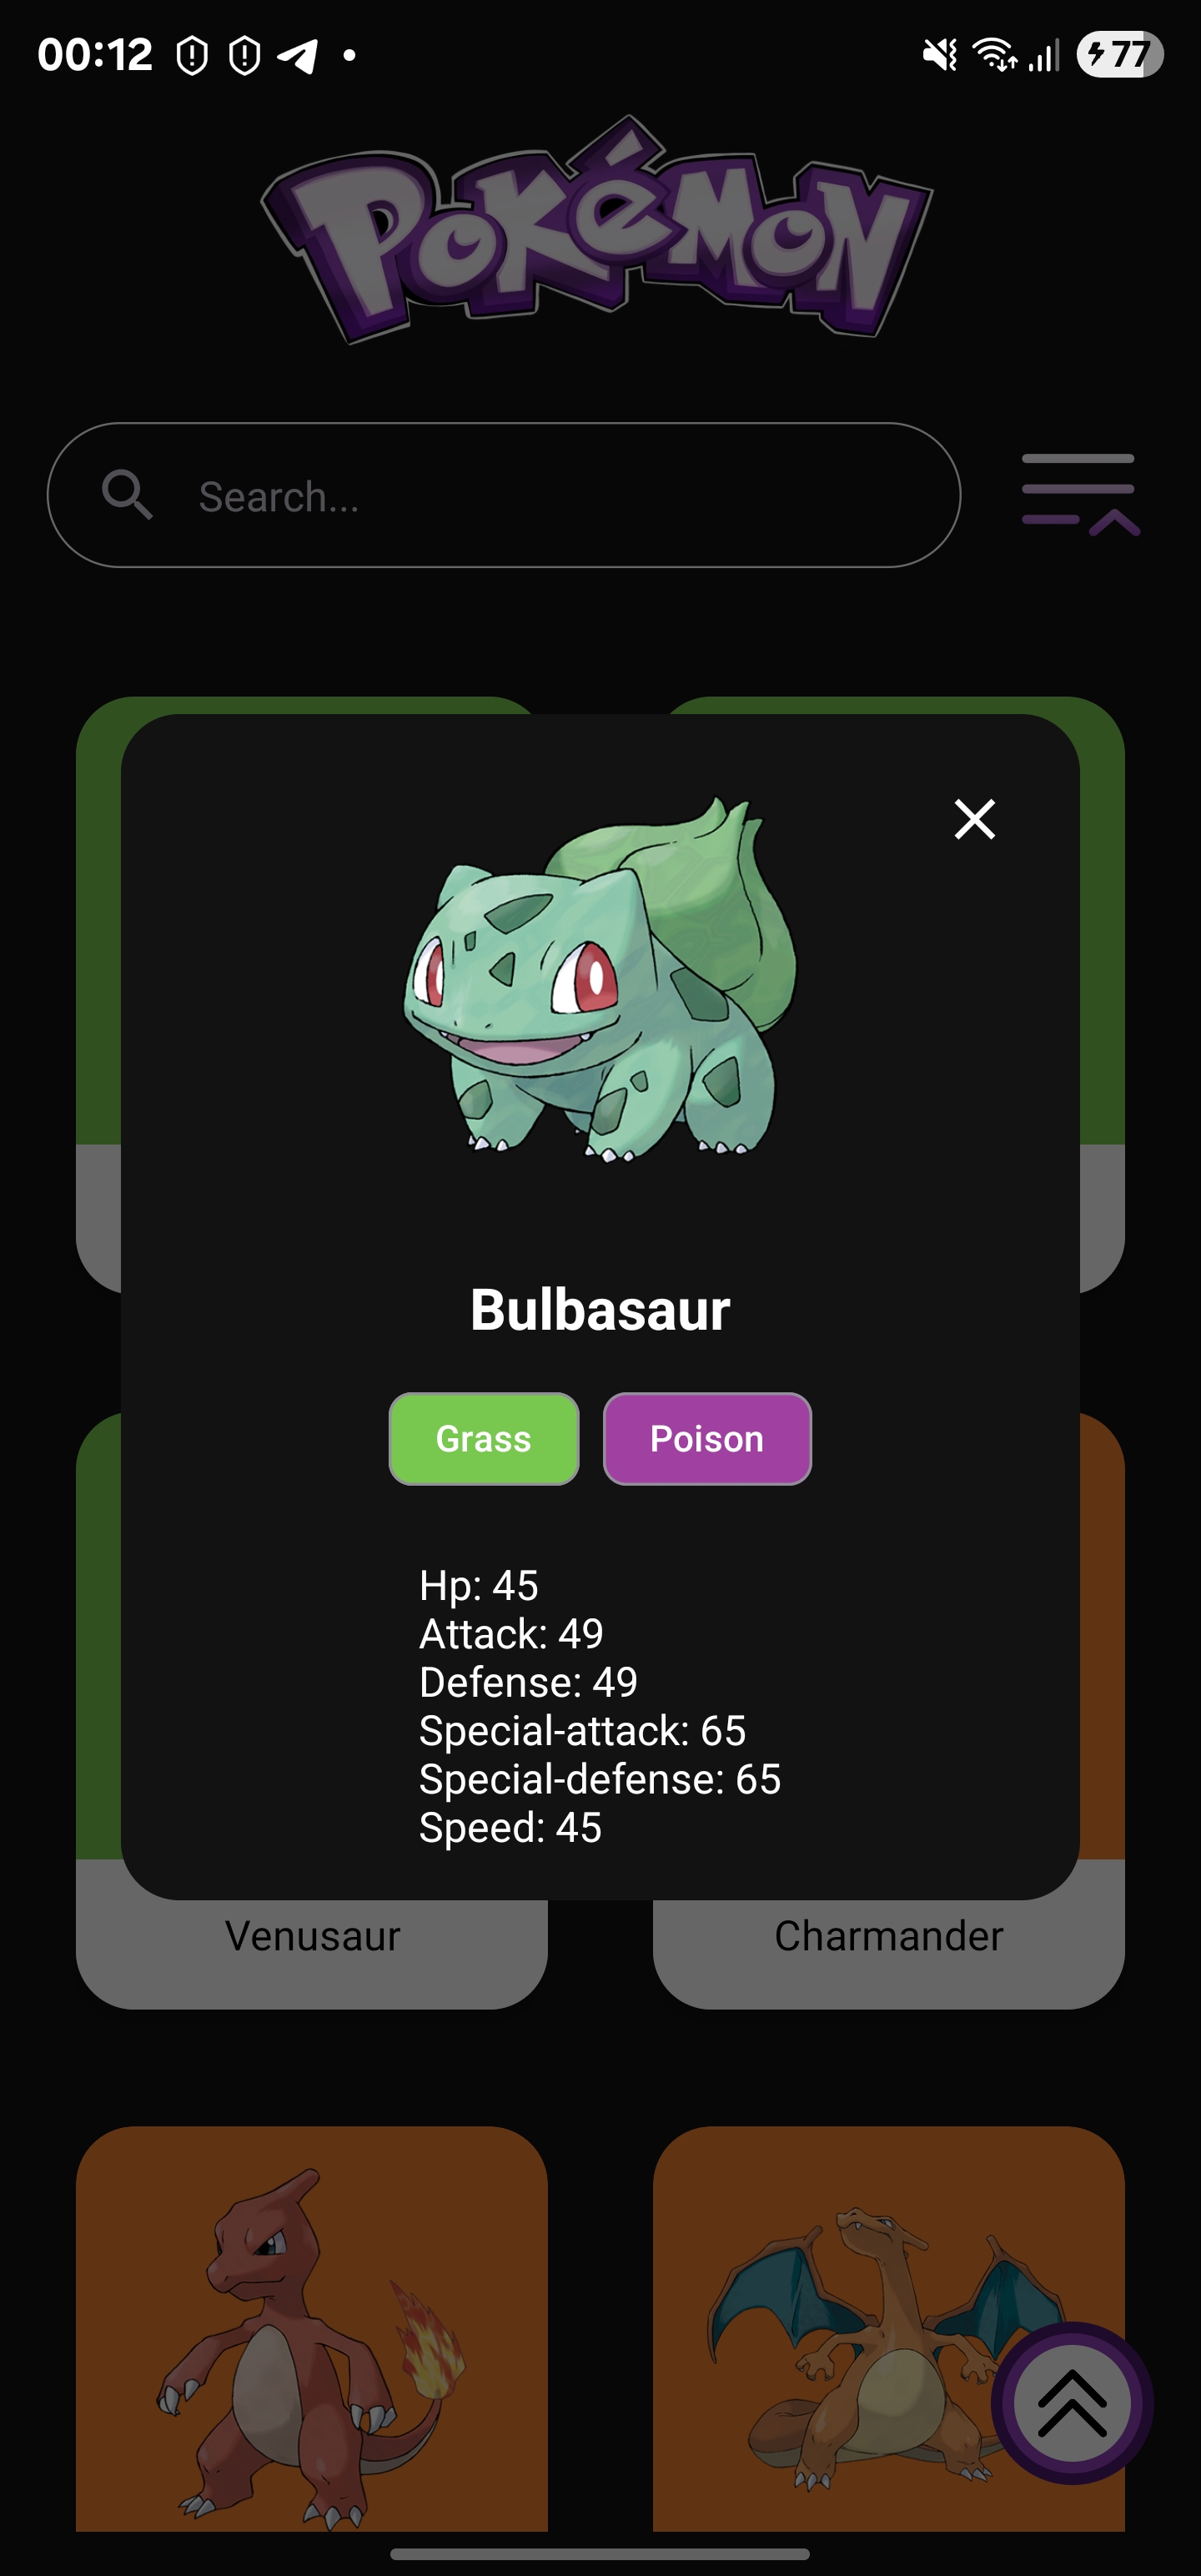 00:12
77
POKéMON
Search...
Bulbasaur
Grass Poison
Hp: 45
Attack: 49
Defense: 49
Special-attack: 65
Special-defense: 65
Speed: 45
Venusaur Charmander